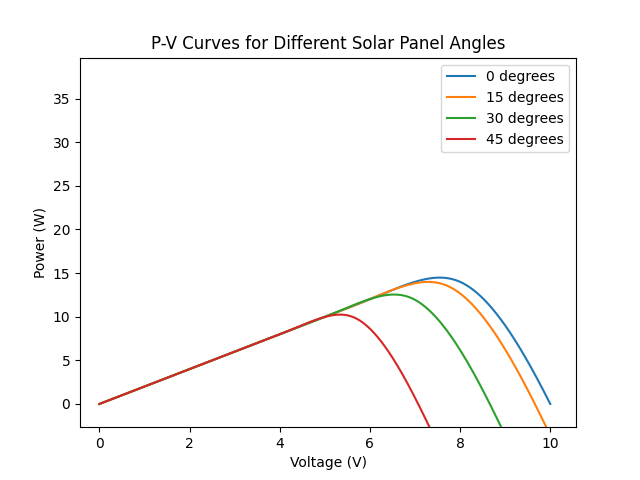 P-V Curves for Different Solar Panel Angles
0 degrees
15 degrees
30 degrees
45 degrees
35
30
25
20
15
10
5
0
Power (W)
0 2 4 6 8 10
Voltage (V)